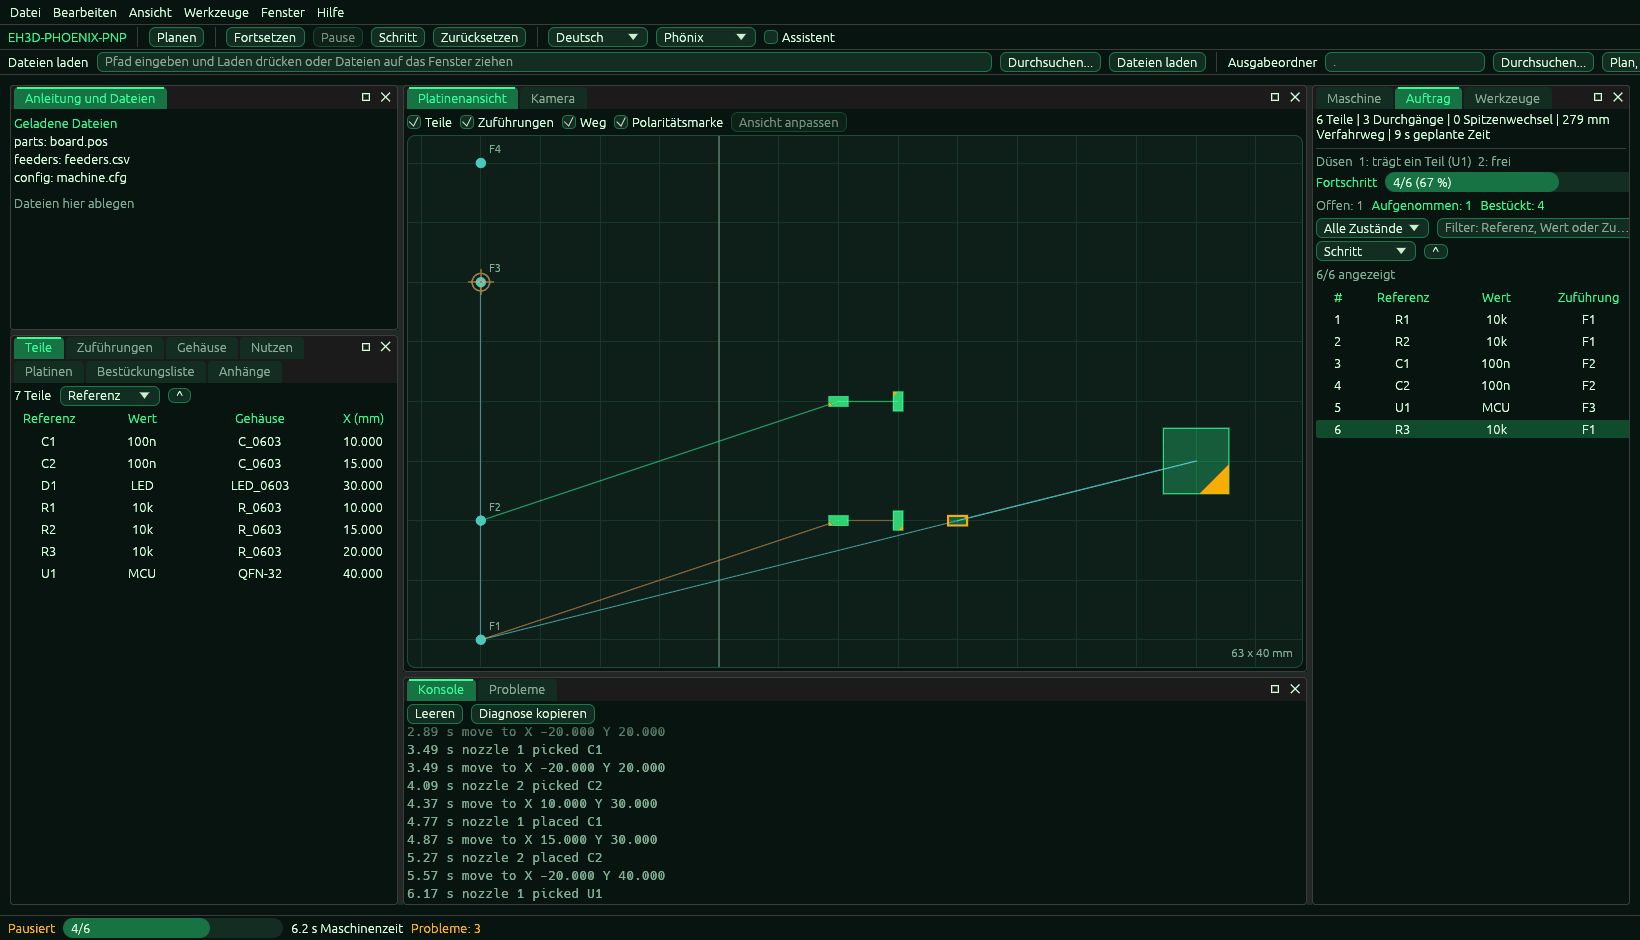 Datei Bearbeiten Ansicht Werkzeuge Fenster Hilfe
EH3D-PHOENIX-PNP Planen Fortsetzen Pause Schritt Zurücksetzen Deutsch Phönix Assistent
Dateien laden Pfad eingeben und Laden drücken oder Dateien auf das Fenster ziehen Durchsuchen... Dateien laden Ausgabeordner . Durchsuchen... Plan,
Anleitung und Dateien
Geladene Dateien
parts: board.pos
feeders: feeders.csv
config: machine.cfg
Dateien hier ablegen
Teile Zuführungen Gehäuse Nutzen
Platinen Bestückungsliste Anhänge
7 Teile Referenz ^
Referenz Wert Gehäuse X (mm)
C1 100n C_0603 10.000
C2 100n C_0603 15.000
D1 LED LED_0603 30.000
R1 10k R_0603 10.000
R2 10k R_0603 15.000
R3 10k R_0603 20.000
U1 MCU QFN-32 40.000
Platinenansicht Kamera
Teile Zuführungen Weg Polaritätsmarke Ansicht anpassen
F4
F3
F2
F1
63 x 40 mm
Konsole Probleme
Leeren Diagnose kopieren
2.89 s move to X -20.000 Y 20.000
3.49 s nozzle 1 picked C1
3.49 s move to X -20.000 Y 20.000
4.09 s nozzle 2 picked C2
4.37 s move to X 10.000 Y 30.000
4.77 s nozzle 1 placed C1
4.87 s move to X 15.000 Y 30.000
5.27 s nozzle 2 placed C2
5.57 s move to X -20.000 Y 40.000
6.17 s nozzle 1 picked U1
Maschine Auftrag Werkzeuge
6 Teile | 3 Durchgänge | 0 Spitzenwechsel | 279 mm
Verfahrweg | 9 s geplante Zeit
Düsen 1: trägt ein Teil (U1) 2: frei
Fortschritt 4/6 (67 %)
Offen: 1 Aufgenommen: 1 Bestückt: 4
Alle Zustände Filter: Referenz, Wert oder Zu...
Schritt ^
6/6 angezeigt
# Referenz Wert Zuführung
1 R1 10k F1
2 R2 10k F1
3 C1 100n F2
4 C2 100n F2
5 U1 MCU F3
6 R3 10k F1
Pausiert 4/6 6.2 s Maschinenzeit Probleme: 3